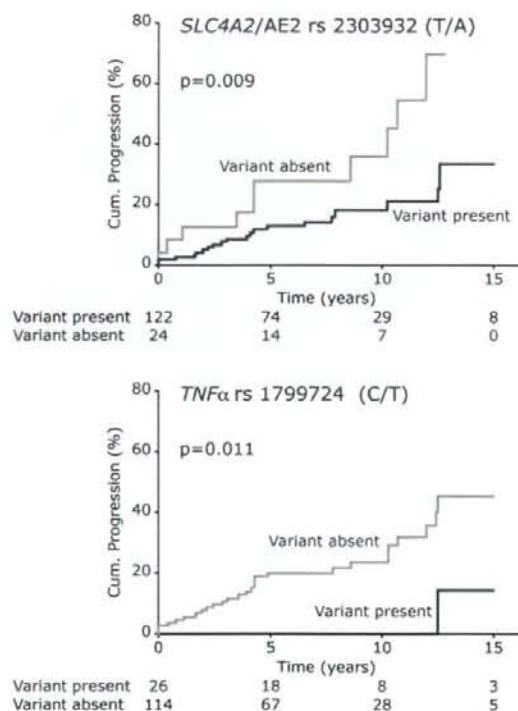 SLC4A2/AE2 rs 2303932 (T/A)
80
p=0.009
60
Cum. Progression (%)
40
Variant absent
20
Variant present
0
0 5 10 15
Time (years)
Variant present 122 74 29 8
Variant absent 24 14 7 0
TNFα rs 1799724 (C/T)
80
p=0.011
60
Cum. Progression (%)
40
Variant absent
20
Variant present
0
0 5 10 15
Time (years)
Variant present 26 18 8 3
Variant absent 114 67 28 5